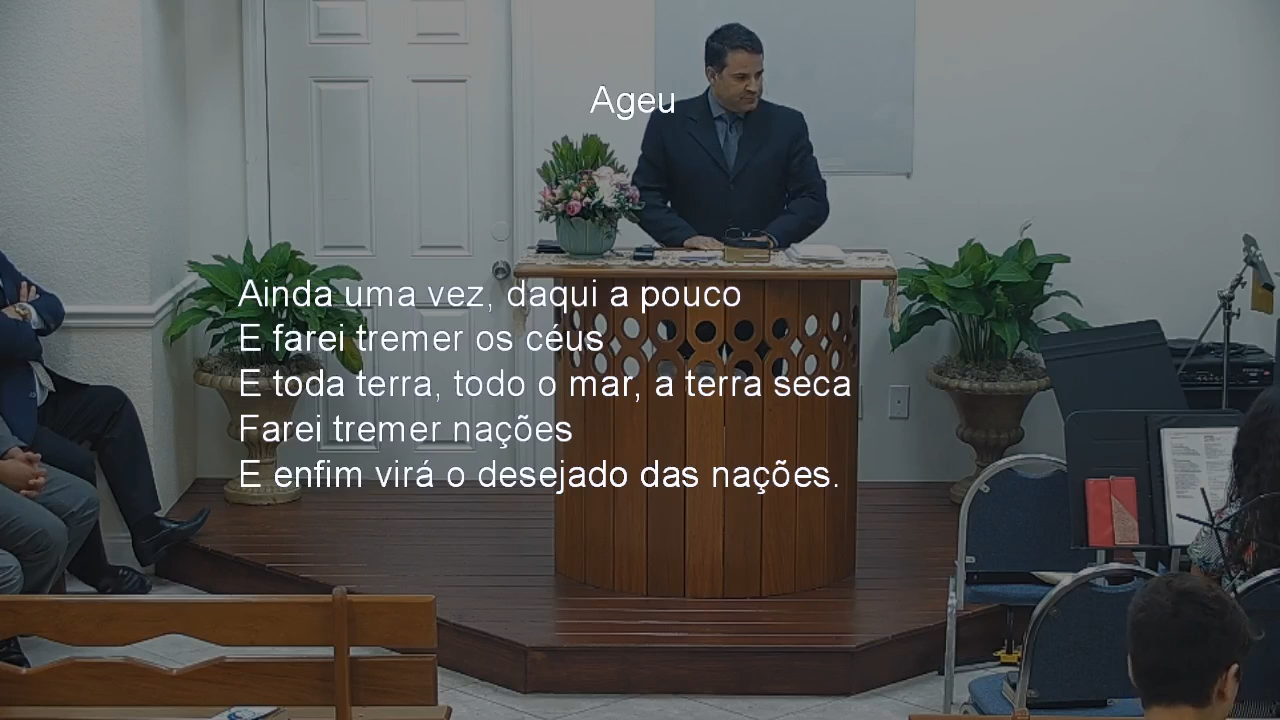 Ageu
Ainda uma vez, daqui a pouco
E farei tremer os céus
E toda terra, todo o mar, a terra seca
Farei tremer nações
E enfim virá o desejado das nações.